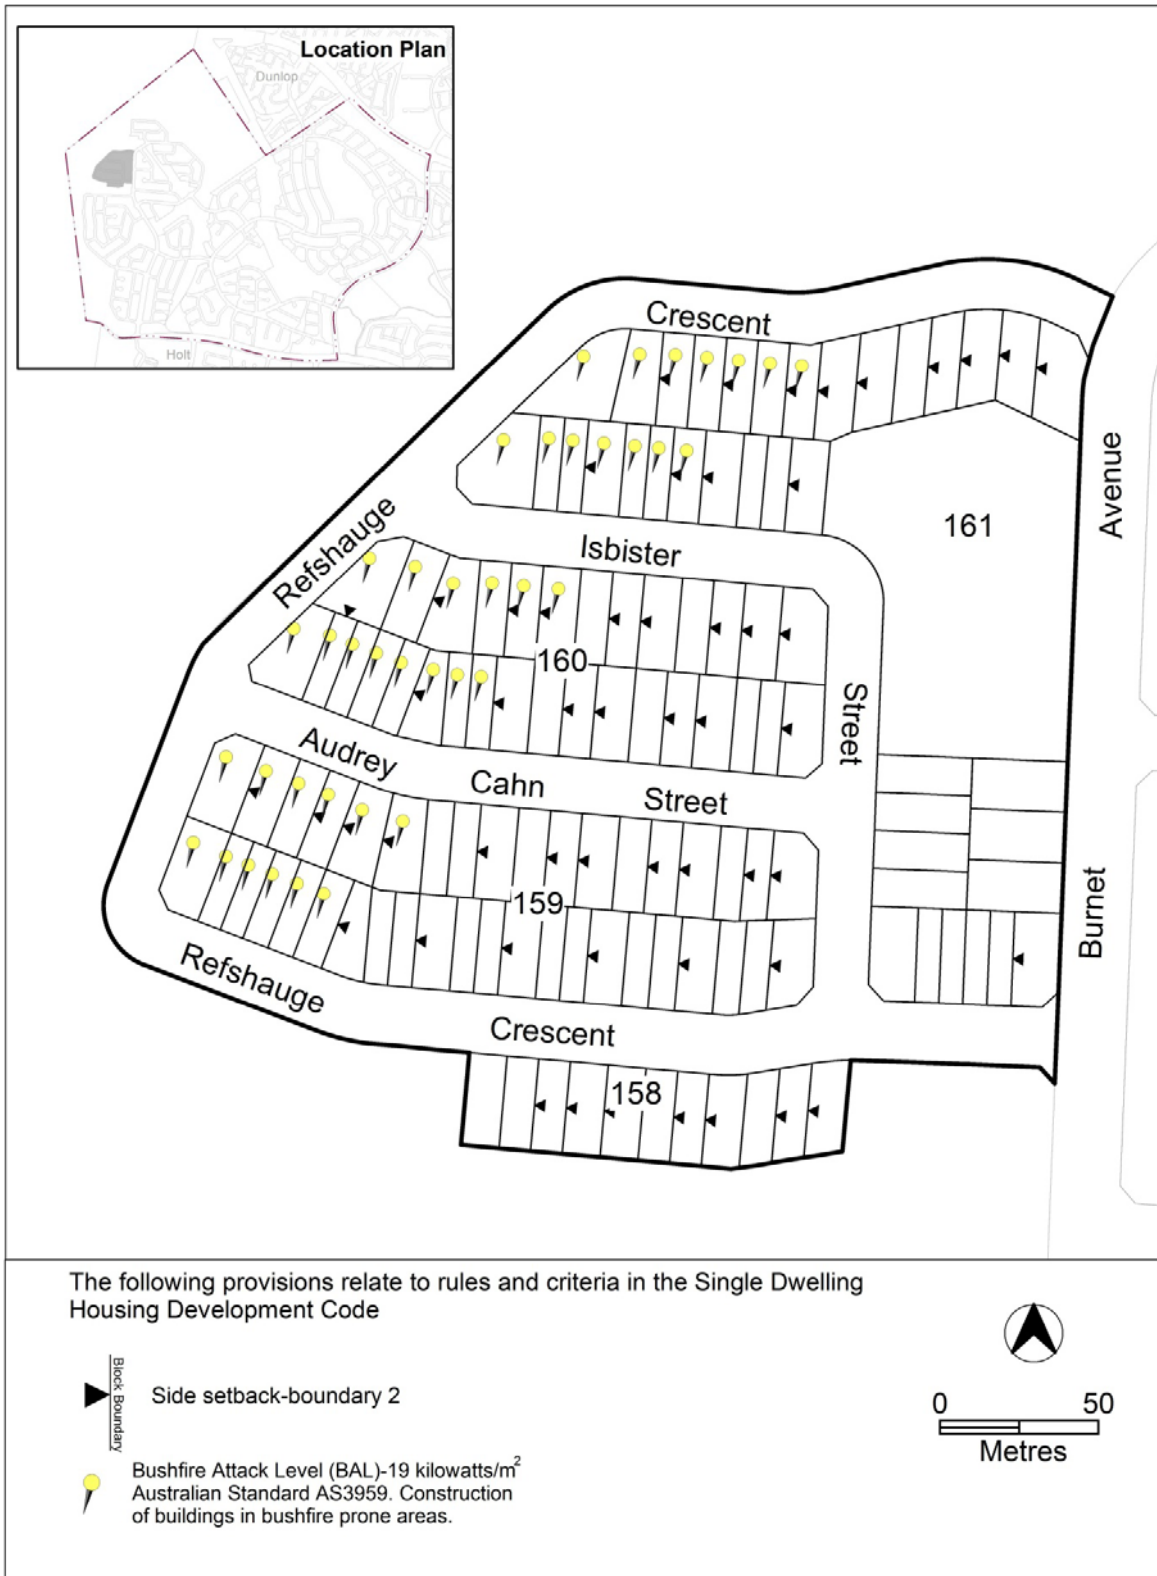 Location Plan
Dunlop
Holt
Crescent
Avenue
161
Refshauge
Isbister
160
Street
Audrey
Cahn
Street
159
Burnet
Refshauge
Crescent
158
The following provisions relate to rules and criteria in the Single Dwelling
Housing Development Code
Block Boundary
Side setback-boundary 2
Bushfire Attack Level (BAL)-19 kilowatts/m²
Australian Standard AS3959. Construction
of buildings in bushfire prone areas.
0 50
Metres